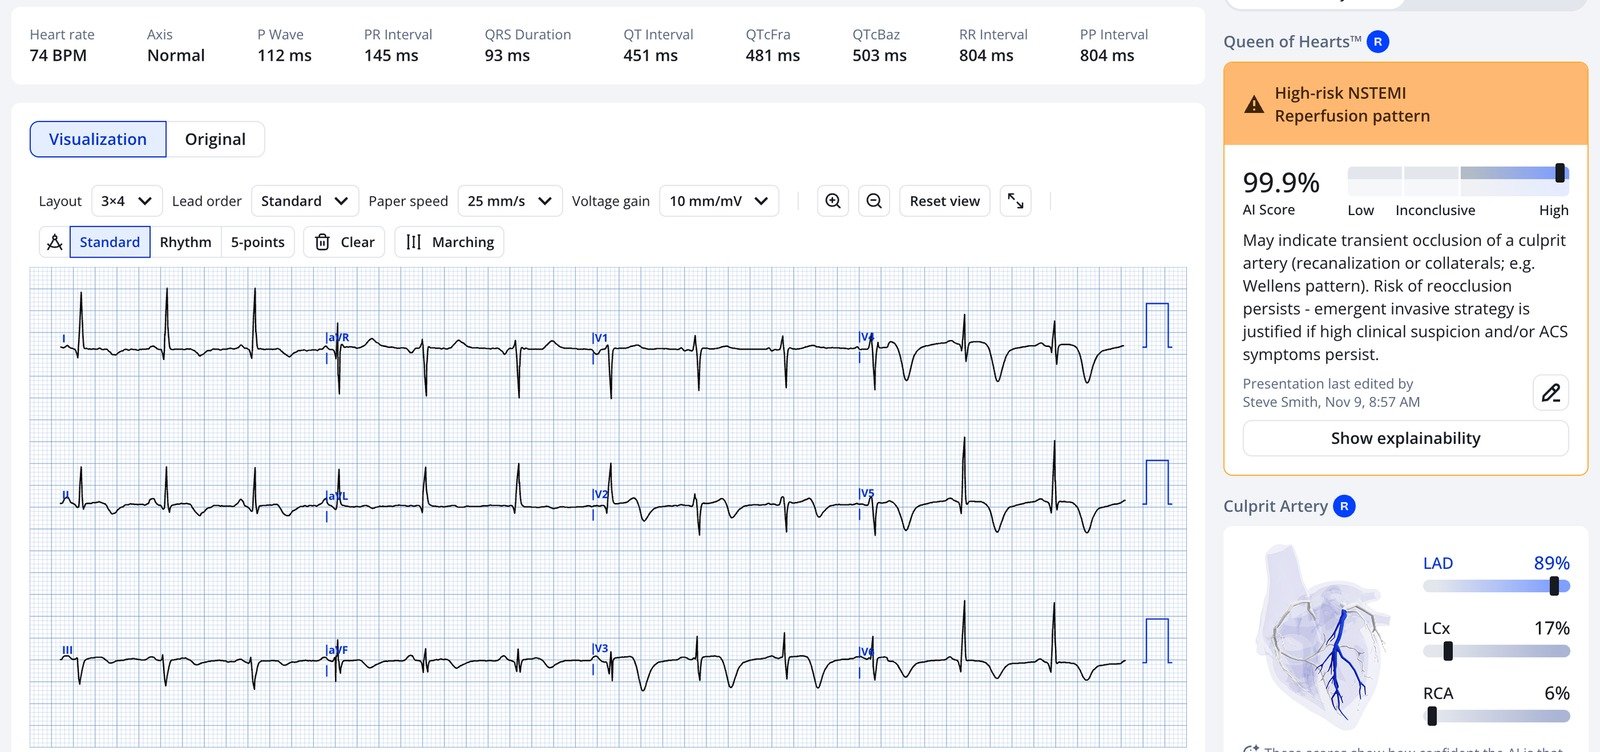 Heart rate Axis P Wave PR Interval QRS Duration QT Interval QTcFra QTcBaz RR Interval PP Interval
74 BPM Normal 112 ms 145 ms 93 ms 451 ms 481 ms 503 ms 804 ms 804 ms
Visualization Original
Layout 3×4 Lead order Standard Paper speed 25 mm/s Voltage gain 10 mm/mV Reset view
Standard Rhythm 5-points Clear Marching
I aVR V1 V4
II aVL V2 V5
III aVF V3 V6
Queen of Hearts™ R
High-risk NSTEMI
Reperfusion pattern
99.9%
AI Score
Low Inconclusive High
May indicate transient occlusion of a culprit
artery (recanalization or collaterals; e.g.
Wellens pattern). Risk of reocclusion
persists - emergent invasive strategy is
justified if high clinical suspicion and/or ACS
symptoms persist.
Presentation last edited by
Steve Smith, Nov 9, 8:57 AM
Show explainability
Culprit Artery R
LAD 89%
LCx 17%
RCA 6%